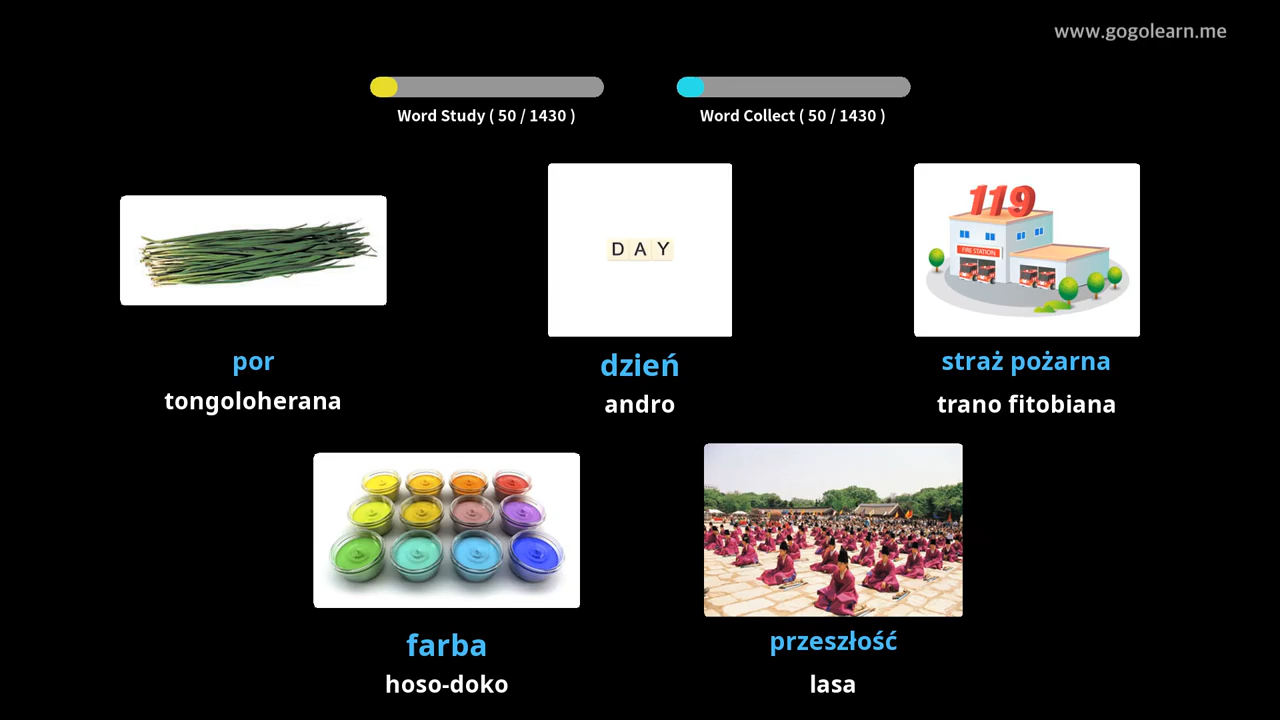 www.gogolearn.me
Word Study ( 50 / 1430 )
Word Collect ( 50 / 1430 )
DAY
119
FIRE STATION
por
tongoloherana
dzień
andro
straż pożarna
trano fitobiana
farba
hoso-doko
przeszłość
lasa